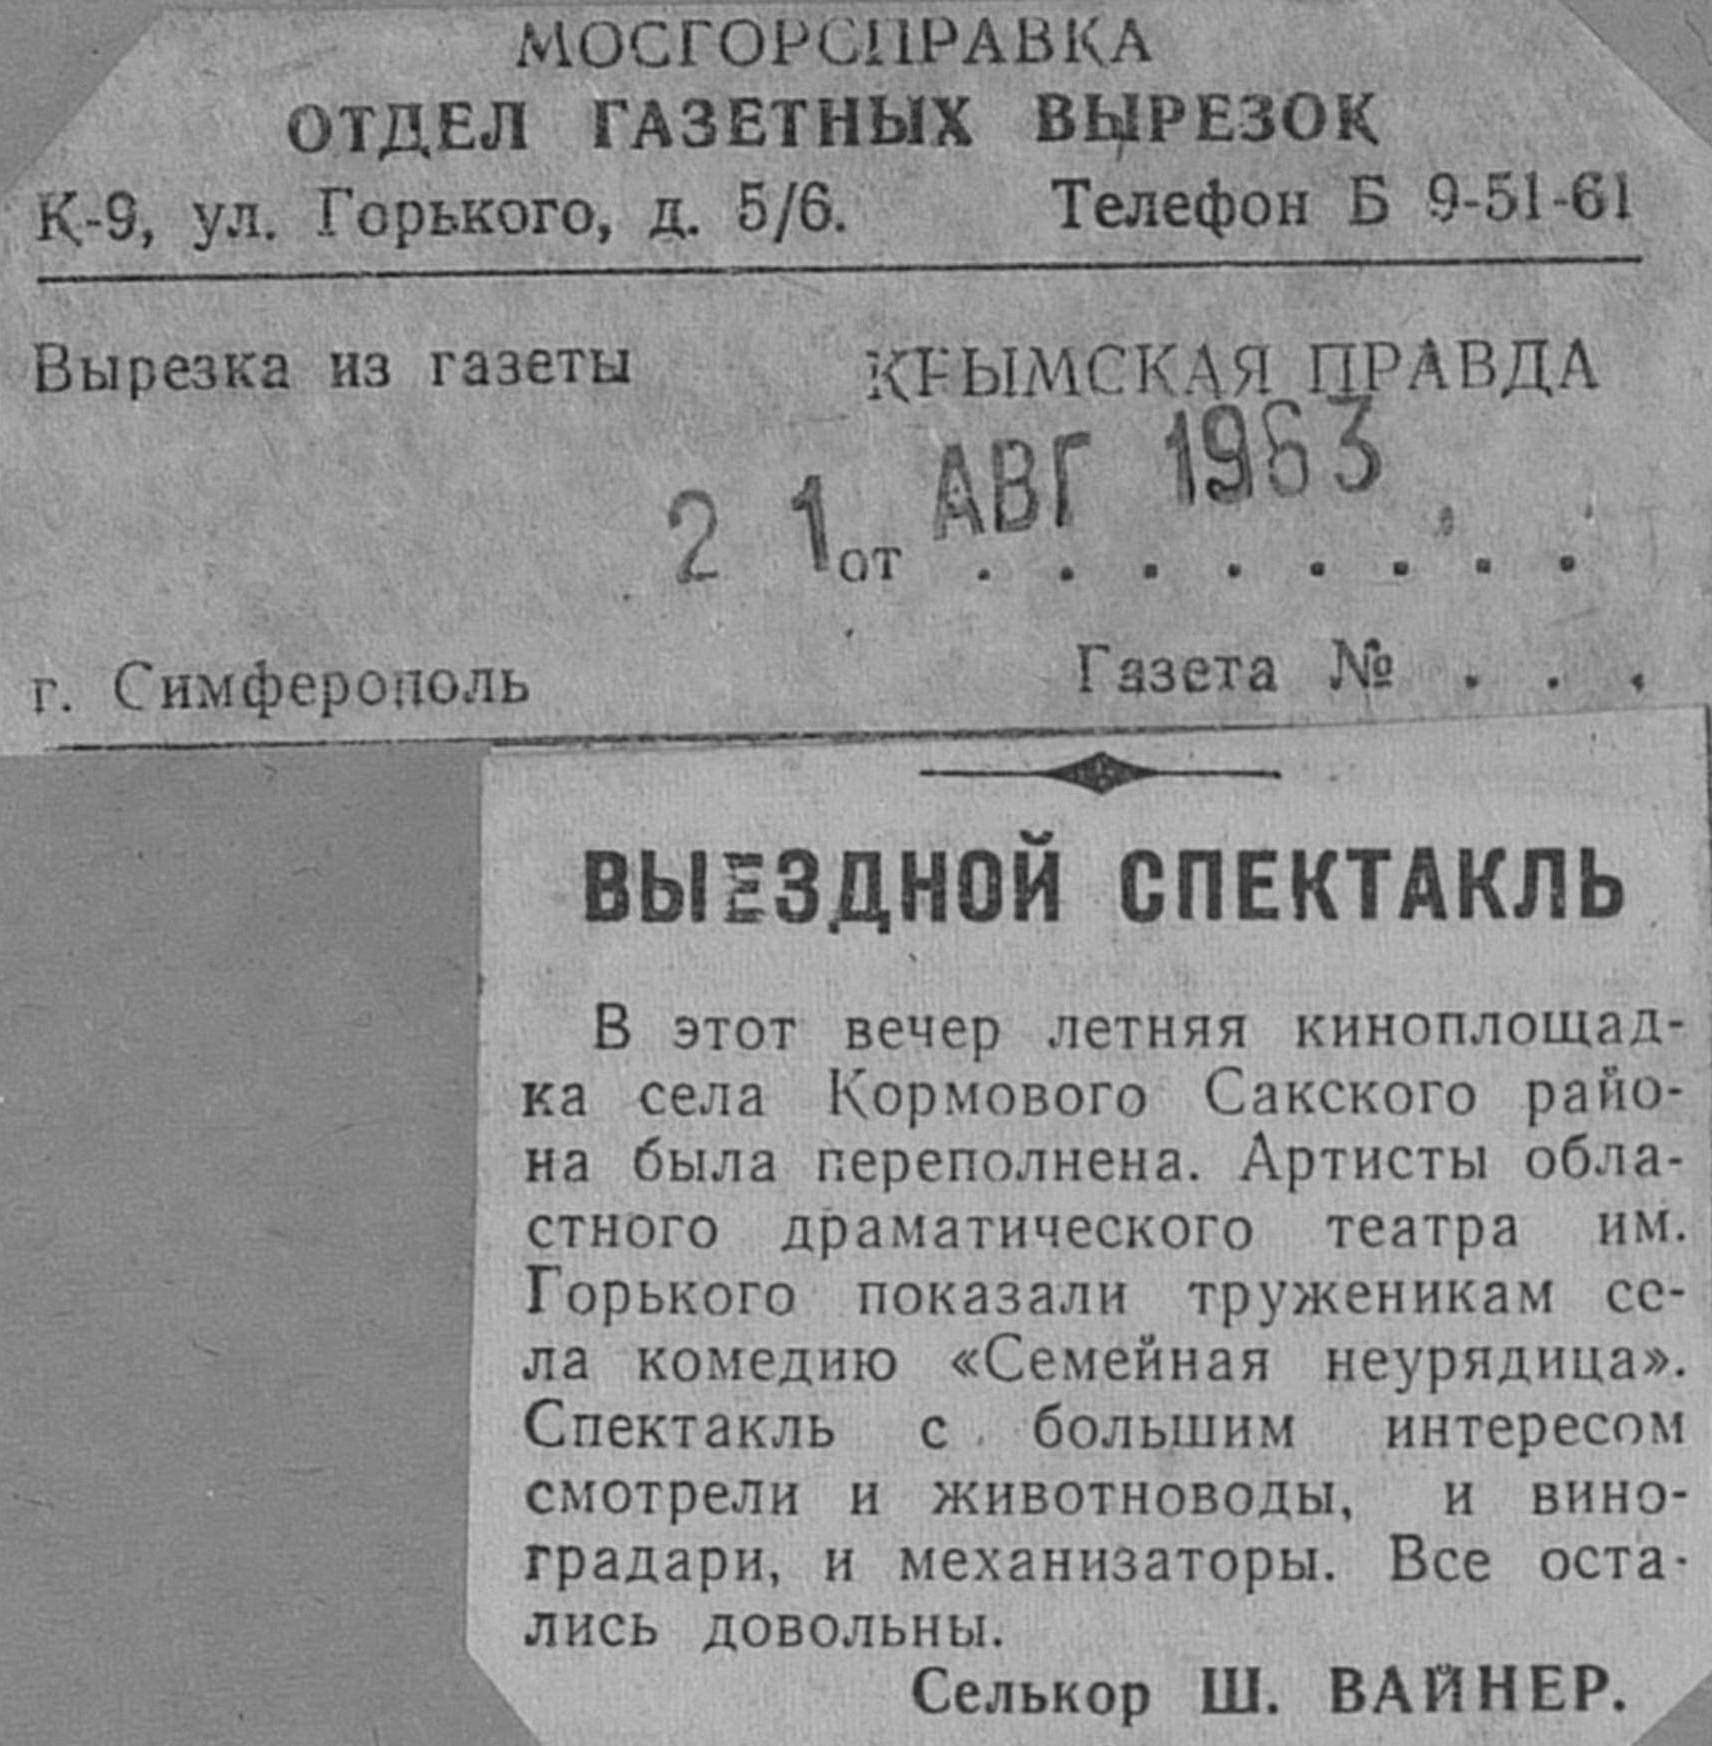 МОСГОРСПРАВКА
ОТДЕЛ ГАЗЕТНЫХ ВЫРЕЗОК
К-9, ул. Горького, д. 5/6. Телефон Б 9-51-61
Вырезка из газеты КРЫМСКАЯ ПРАВДА
2 1 от АВГ 1963 . . . . . . . .
г. Симферополь Газета № . . .
ВЫЕЗДНОЙ СПЕКТАКЛЬ
В этот вечер летняя киноплощад-
ка села Кормового Сакского райо-
на была переполнена. Артисты обла-
стного драматического театра им.
Горького показали труженикам се-
ла комедию «Семейная неурядица».
Спектакль с большим интересом
смотрели и животноводы, и вино-
градари, и механизаторы. Все оста-
лись довольны.
Селькор Ш. ВАЙНЕР.